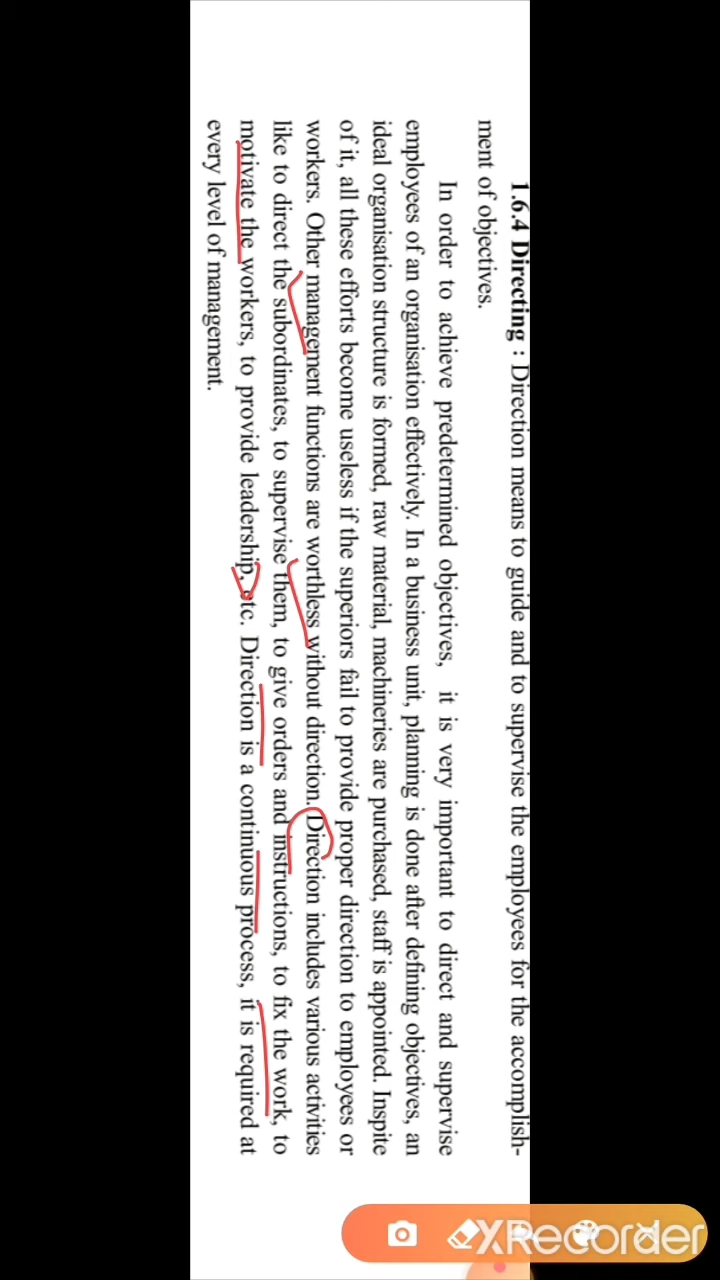 1.6.4 Directing : Direction means to guide and to supervise the employees for the accomplish-
ment of objectives.
In order to achieve predetermined objectives, it is very important to direct and supervise
employees of an organisation effectively. In a business unit, planning is done after defining objectives, an
ideal organisation structure is formed, raw material, machineries are purchased, staff is appointed. Inspite
of it, all these efforts become useless if the superiors fail to provide proper direction to employees or
workers. Other management functions are worthless without direction. Direction includes various activities
like to direct the subordinates, to supervise them, to give orders and instructions, to fix the work, to
motivate the workers, to provide leadership, etc. Direction is a continuous process, it is required at
every level of management.
XRecorder